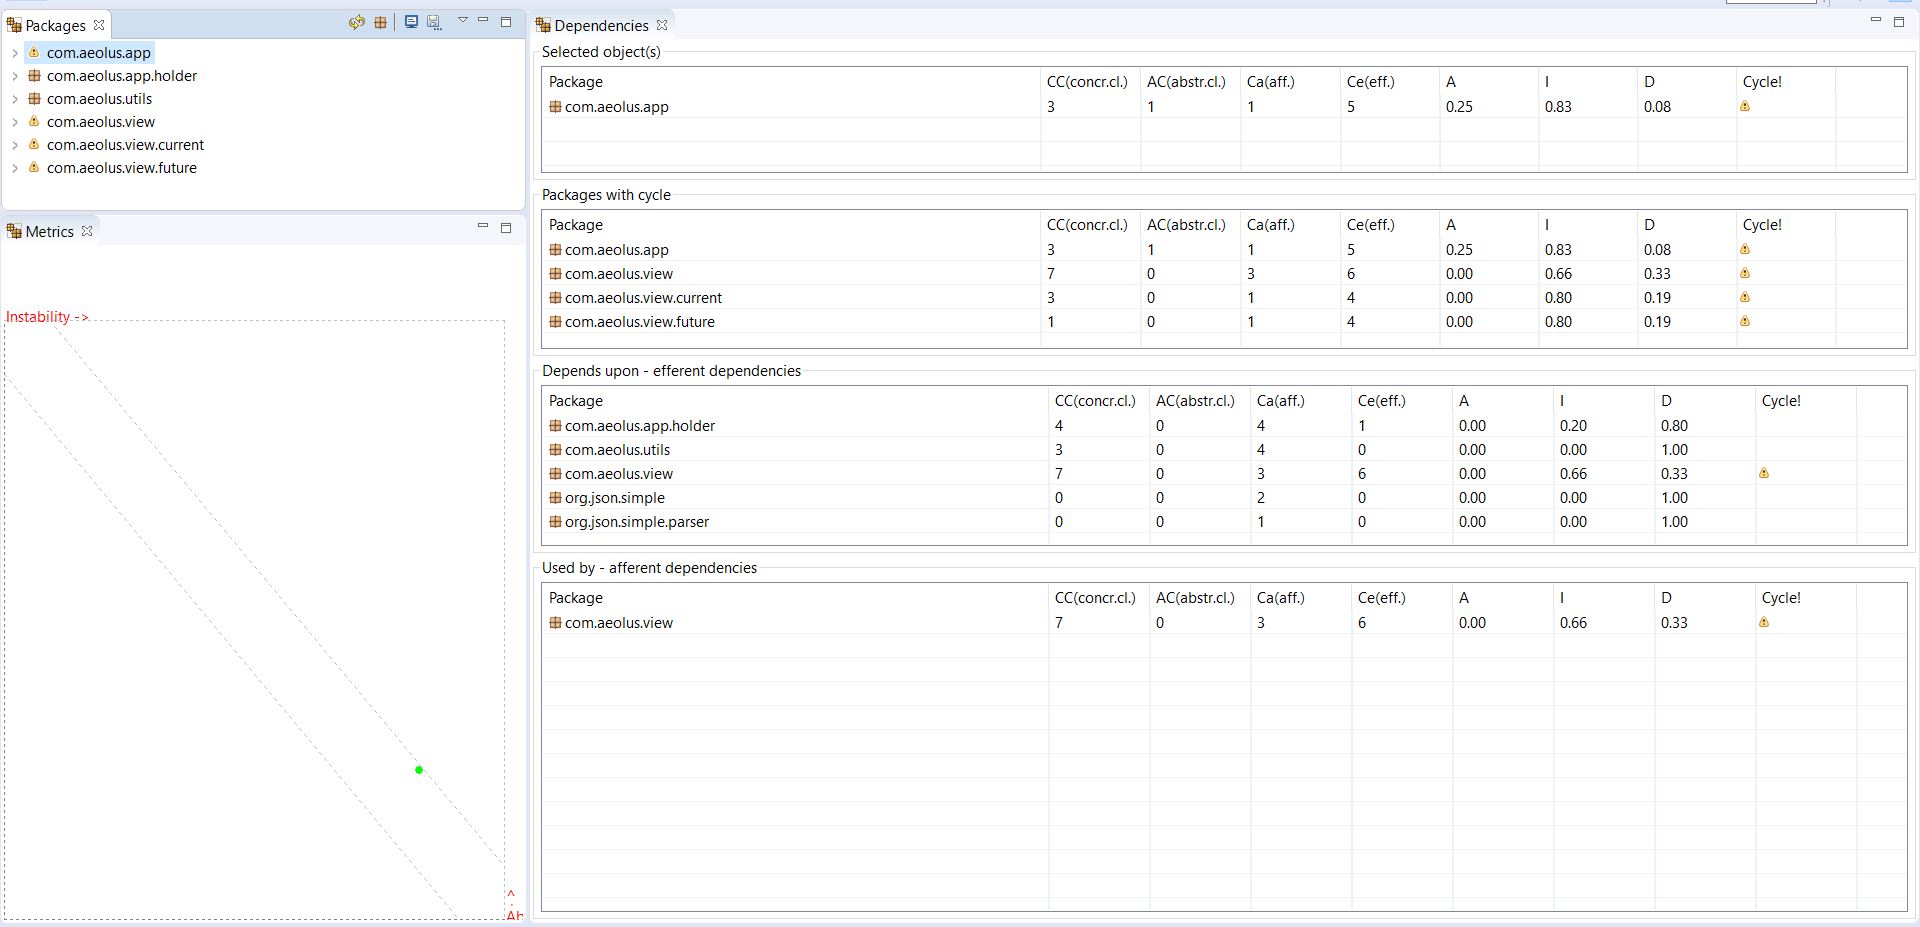 Packages
com.aeolus.app
com.aeolus.app.holder
com.aeolus.utils
com.aeolus.view
com.aeolus.view.current
com.aeolus.view.future
Metrics
Instability ->
^
Ab
Dependencies
Selected object(s)
Package CC(concr.cl.) AC(abstr.cl.) Ca(aff.) Ce(eff.) A I D Cycle!
com.aeolus.app 3 1 1 5 0.25 0.83 0.08
Packages with cycle
Package CC(concr.cl.) AC(abstr.cl.) Ca(aff.) Ce(eff.) A I D Cycle!
com.aeolus.app 3 1 1 5 0.25 0.83 0.08
com.aeolus.view 7 0 3 6 0.00 0.66 0.33
com.aeolus.view.current 3 0 1 4 0.00 0.80 0.19
com.aeolus.view.future 1 0 1 4 0.00 0.80 0.19
Depends upon - efferent dependencies
Package CC(concr.cl.) AC(abstr.cl.) Ca(aff.) Ce(eff.) A I D Cycle!
com.aeolus.app.holder 4 0 4 1 0.00 0.20 0.80
com.aeolus.utils 3 0 4 0 0.00 0.00 1.00
com.aeolus.view 7 0 3 6 0.00 0.66 0.33
org.json.simple 0 0 2 0 0.00 0.00 1.00
org.json.simple.parser 0 0 1 0 0.00 0.00 1.00
Used by - afferent dependencies
Package CC(concr.cl.) AC(abstr.cl.) Ca(aff.) Ce(eff.) A I D Cycle!
com.aeolus.view 7 0 3 6 0.00 0.66 0.33